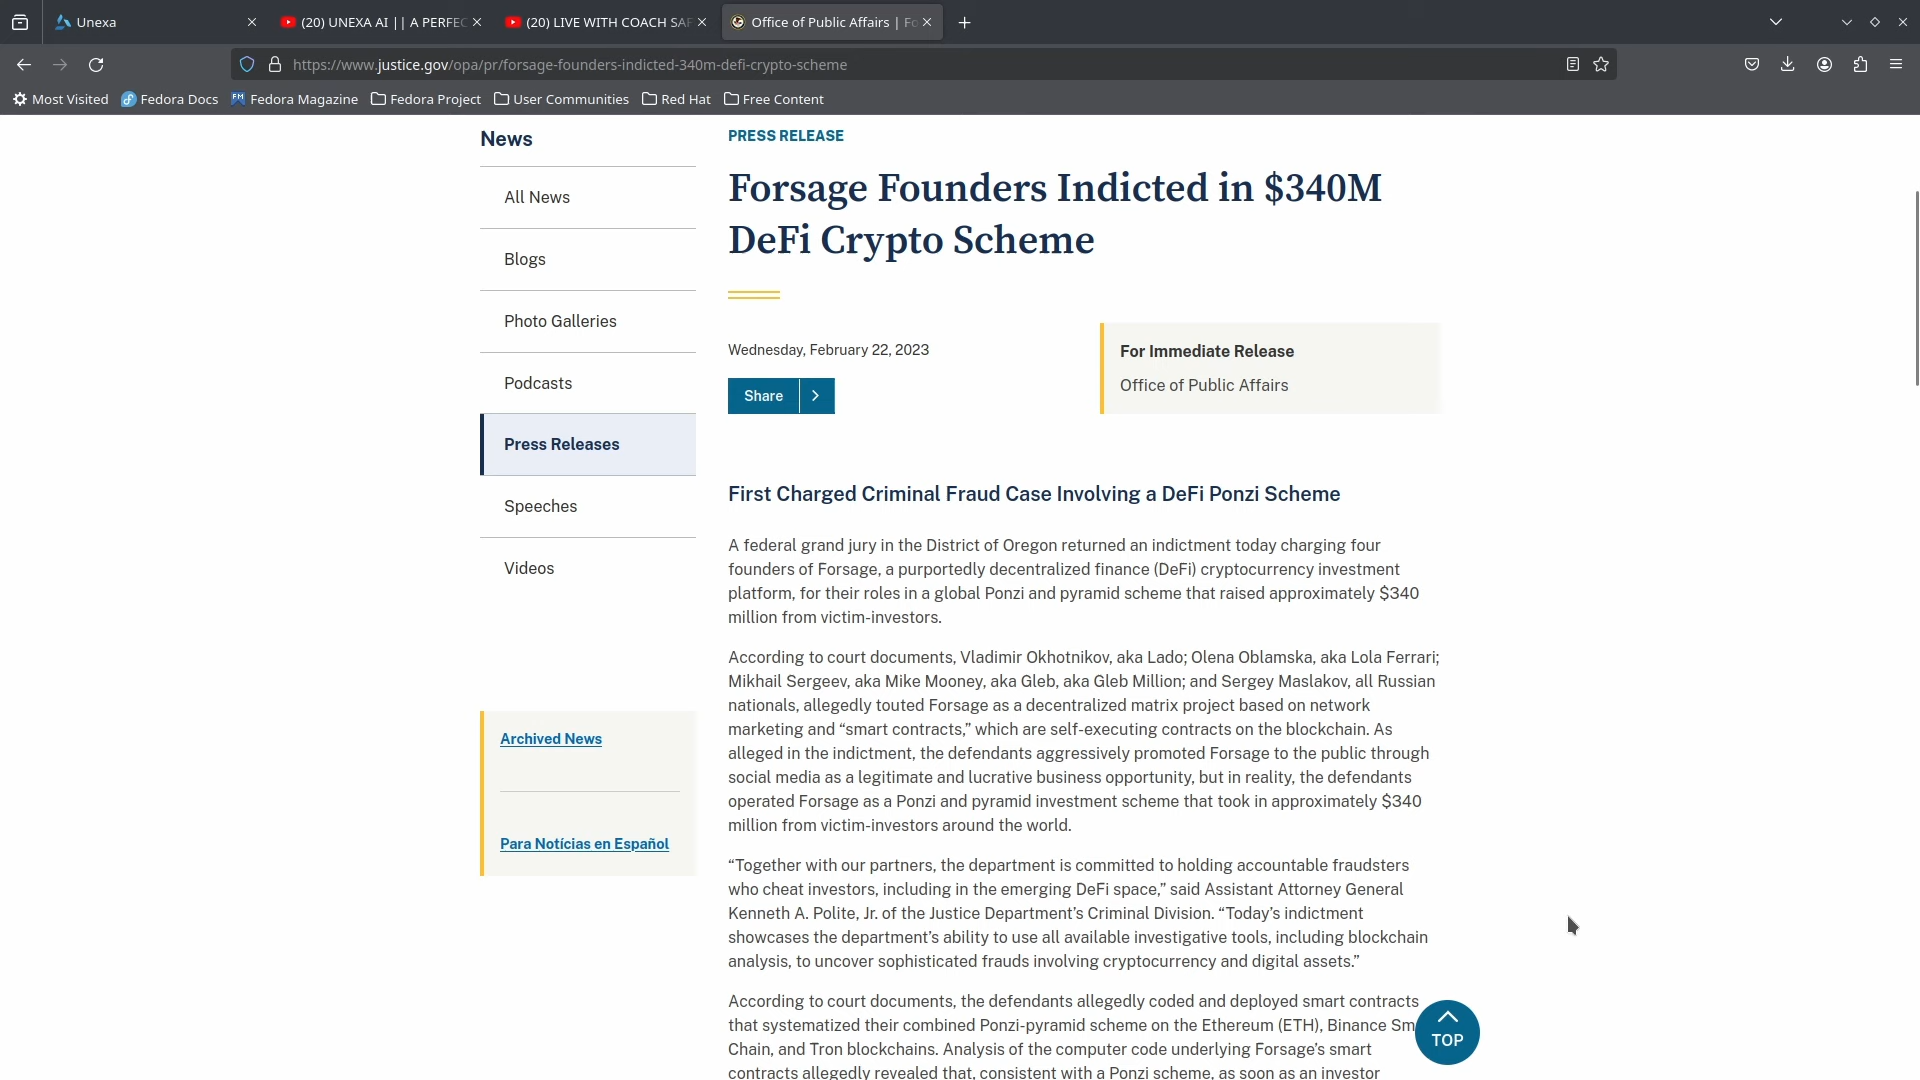 Unexa
(20) UNEXA AI || A PERFEC
(20) LIVE WITH COACH SAF
Office of Public Affairs | Fo
https://www.justice.gov/opa/pr/forsage-founders-indicted-340m-defi-crypto-scheme
Most Visited
Fedora Docs
Fedora Magazine
Fedora Project
User Communities
Red Hat
Free Content
News
All News
Blogs
Photo Galleries
Podcasts
Press Releases
Speeches
Videos
Archived News
Para Notícias en Español
PRESS RELEASE
Forsage Founders Indicted in $340M
DeFi Crypto Scheme
Wednesday, February 22, 2023
Share
For Immediate Release
Office of Public Affairs
First Charged Criminal Fraud Case Involving a DeFi Ponzi Scheme
A federal grand jury in the District of Oregon returned an indictment today charging four
founders of Forsage, a purportedly decentralized finance (DeFi) cryptocurrency investment
platform, for their roles in a global Ponzi and pyramid scheme that raised approximately $340
million from victim-investors.
According to court documents, Vladimir Okhotnikov, aka Lado; Olena Oblamska, aka Lola Ferrari;
Mikhail Sergeev, aka Mike Mooney, aka Gleb, aka Gleb Million; and Sergey Maslakov, all Russian
nationals, allegedly touted Forsage as a decentralized matrix project based on network
marketing and “smart contracts,” which are self-executing contracts on the blockchain. As
alleged in the indictment, the defendants aggressively promoted Forsage to the public through
social media as a legitimate and lucrative business opportunity, but in reality, the defendants
operated Forsage as a Ponzi and pyramid investment scheme that took in approximately $340
million from victim-investors around the world.
“Together with our partners, the department is committed to holding accountable fraudsters
who cheat investors, including in the emerging DeFi space,” said Assistant Attorney General
Kenneth A. Polite, Jr. of the Justice Department’s Criminal Division. “Today’s indictment
showcases the department’s ability to use all available investigative tools, including blockchain
analysis, to uncover sophisticated frauds involving cryptocurrency and digital assets.”
According to court documents, the defendants allegedly coded and deployed smart contracts
that systematized their combined Ponzi-pyramid scheme on the Ethereum (ETH), Binance Sm
Chain, and Tron blockchains. Analysis of the computer code underlying Forsage’s smart
contracts allegedly revealed that, consistent with a Ponzi scheme, as soon as an investor
TOP